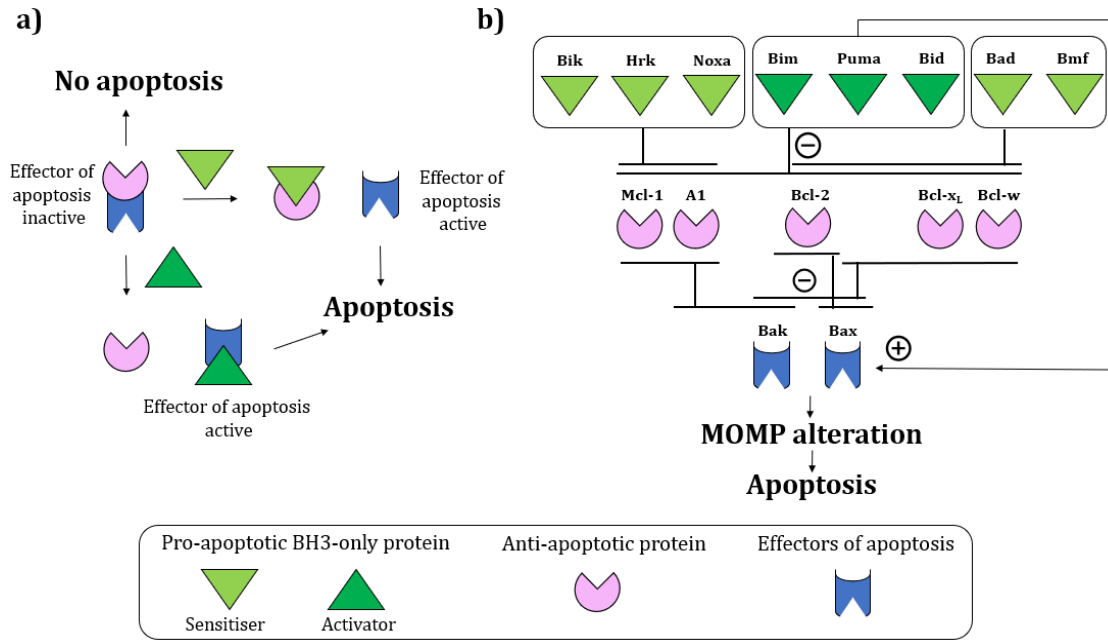 a)
No apoptosis
Effector of
apoptosis
inactive
Effector of
apoptosis
active
Apoptosis
Effector of apoptosis
active
b)
Bik Hrk Noxa Bim Puma Bid Bad Bmf
−
Mcl-1 A1 Bcl-2 Bcl-xL Bcl-w
−
Bak Bax
+
MOMP alteration
Apoptosis
Pro-apoptotic BH3-only protein Anti-apoptotic protein Effectors of apoptosis
Sensitiser Activator